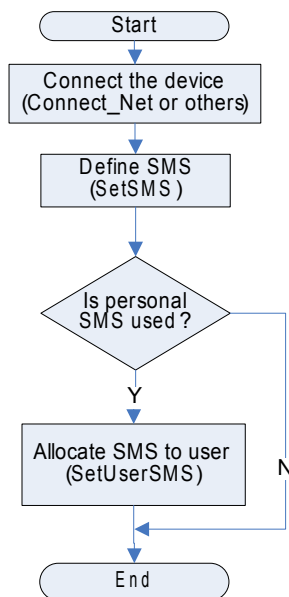 Start
Connect the device
(Connect_Net or others)
Define SMS
(SetSMS)
Is personal
SMS used?
Y
Allocate SMS to user
(SetUserSMS)
N
End